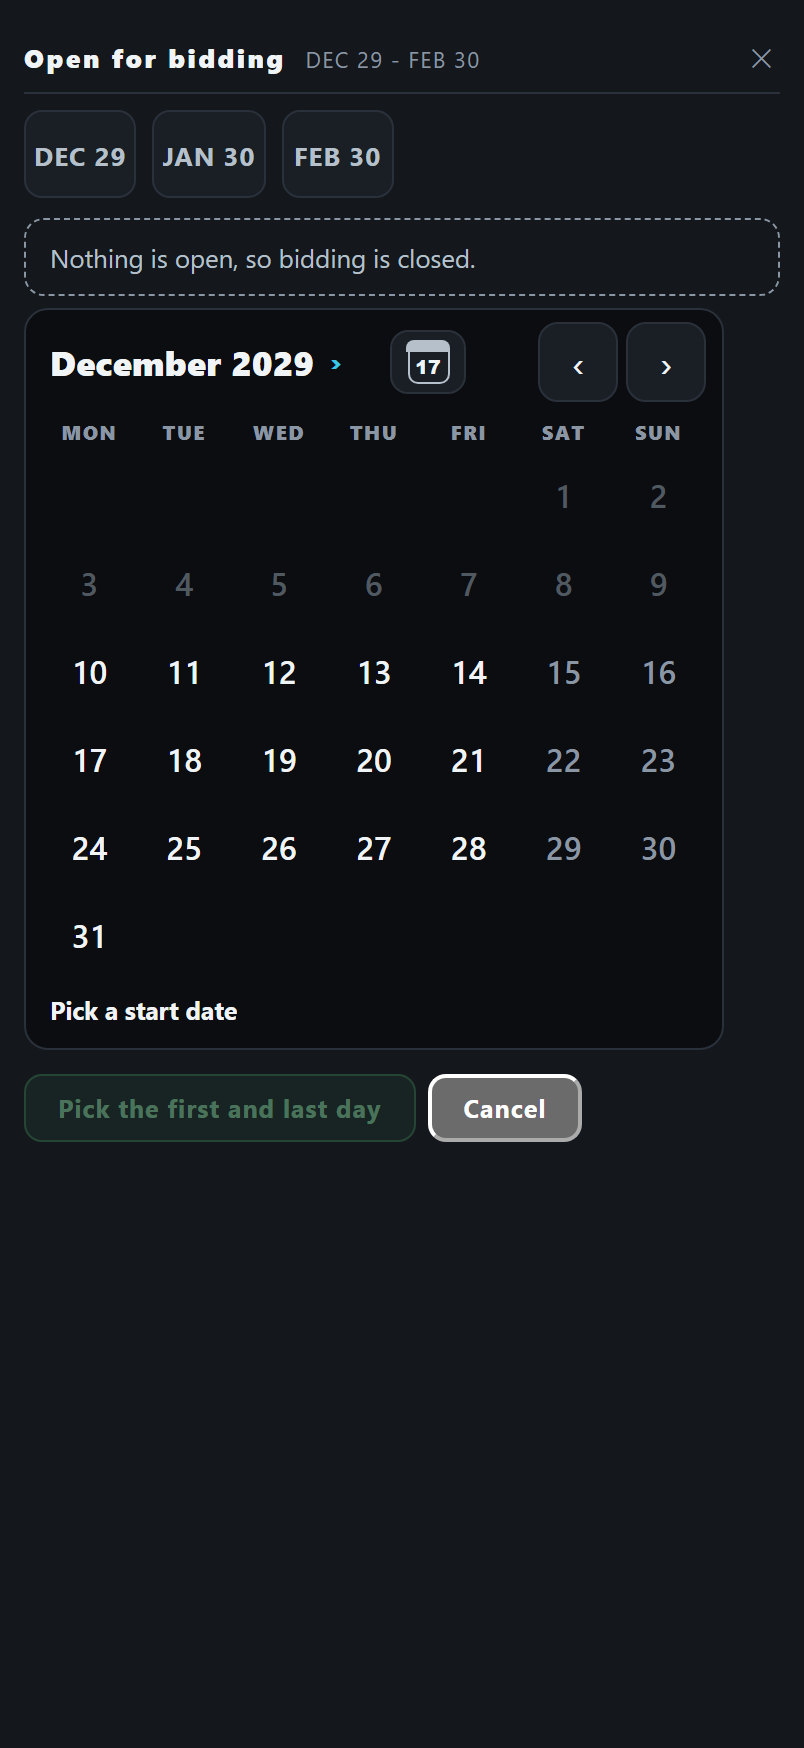 Open for bidding DEC 29 - FEB 30
DEC 29 JAN 30 FEB 30
Nothing is open, so bidding is closed.
December 2029 › 17 ‹ ›
MON TUE WED THU FRI SAT SUN
1 2
3 4 5 6 7 8 9
10 11 12 13 14 15 16
17 18 19 20 21 22 23
24 25 26 27 28 29 30
31
Pick a start date
Pick the first and last day Cancel